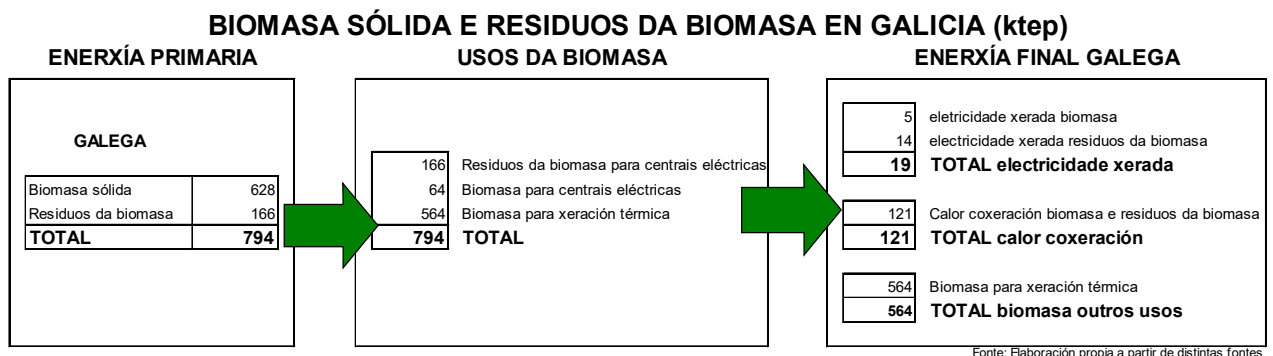 BIOMASA SÓLIDA E RESIDUOS DA BIOMASA EN GALICIA (ktep)
ENERXÍA PRIMARIA
GALEGA
Biomasa sólida 628
Residuos da biomasa 166
TOTAL 794
USOS DA BIOMASA
166 Residuos da biomasa para centrais eléctricas
64 Biomasa para centrais eléctricas
564 Biomasa para xeración térmica
794 TOTAL
ENERXÍA FINAL GALEGA
5 eletricidade xerada biomasa
14 electricidade xerada residuos da biomasa
19 TOTAL electricidade xerada
121 Calor coxeración biomasa e residuos da biomasa
121 TOTAL calor coxeración
564 Biomasa para xeración térmica
564 TOTAL biomasa outros usos
Fonte: Elaboración propia a partir de distintas fontes